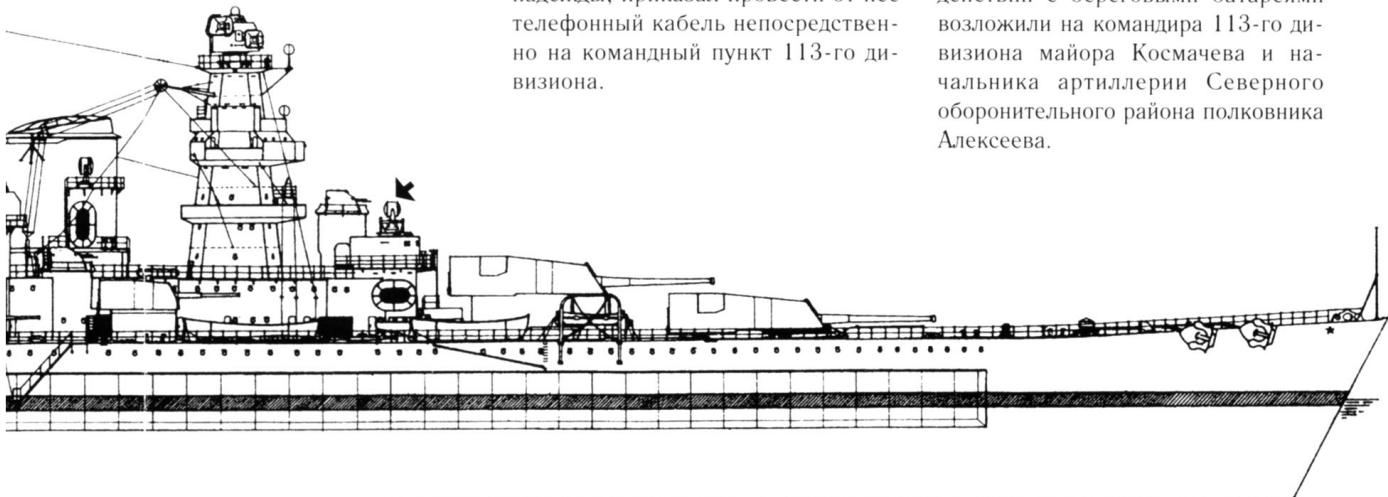 телефонный кабель непосредствен-
но на командный пункт 113-го ди-
визиона.
возложили на командира 113-го ди-
визиона майора Космачева и на-
чальника артиллерии Северного
оборонительного района полковника
Алексеева.